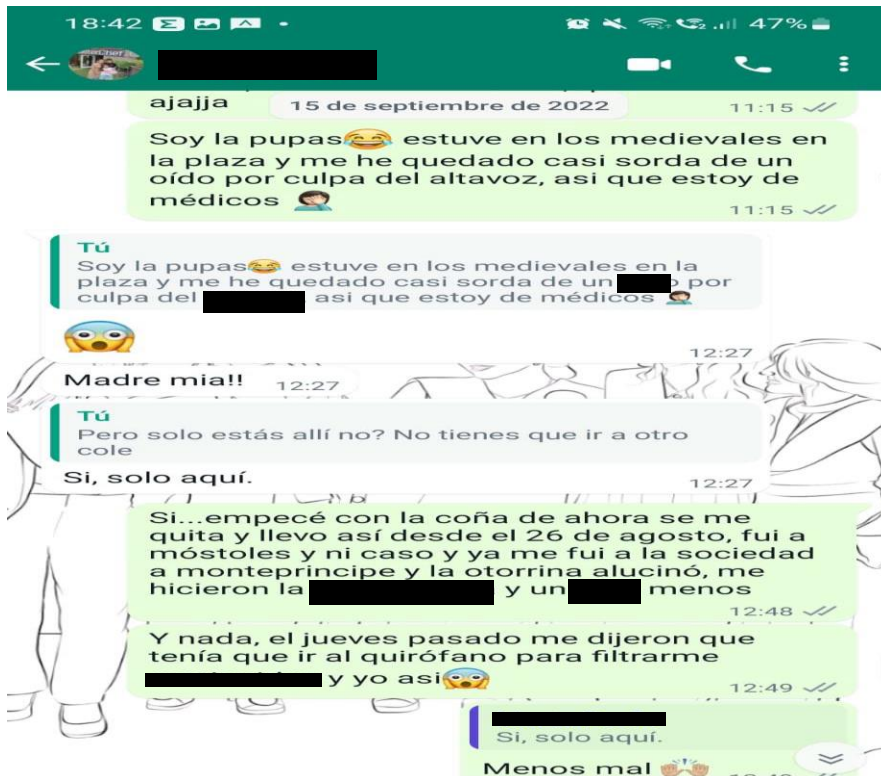 18:42
47%
ajajja
15 de septiembre de 2022
11:15
Soy la pupas😂 estuve en los medievales en
la plaza y me he quedado casi sorda de un
oído por culpa del altavoz, asi que estoy de
médicos 🤦🏻‍♀️
11:15
Tú
Soy la pupas😂 estuve en los medievales en la
plaza y me he quedado casi sorda de un o por
culpa del asi que estoy de médicos 🤦🏻‍♀️
😱
12:27
Madre mia!! 12:27
Tú
Pero solo estás allí no? No tienes que ir a otro
cole
Si, solo aquí.
12:27
Si...empecé con la coña de ahora se me
quita y llevo así desde el 26 de agosto, fui a
móstoles y ni caso y ya me fui a la sociedad
a monteprincipe y la otorrina alucinó, me
hicieron la y un menos
12:48
Y nada, el jueves pasado me dijeron que
tenía que ir al quirófano para filtrarme
y yo asi😱
12:49
Si, solo aquí.
Menos mal 🙌🏼